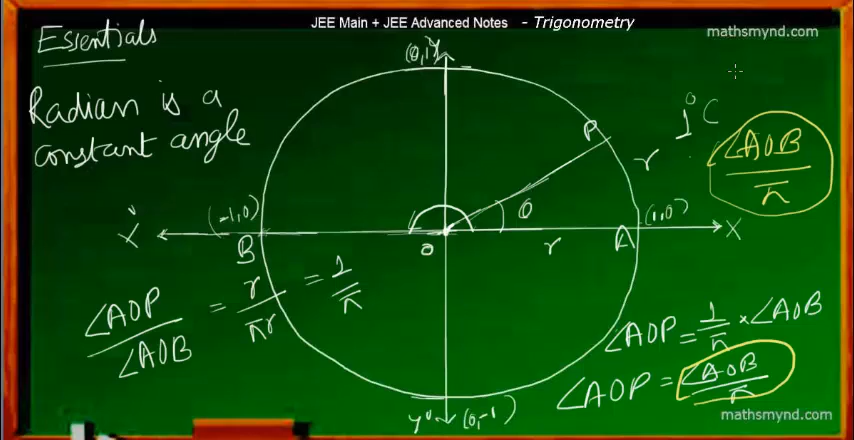 JEE Main + JEE Advanced Notes - Trigonometry
mathsmynd.com
Essentials
Radian is a
constant angle
(0,1)
P
r
1°C
∠AOB/π
(-1,0)
(1,0)
θ
X'
X
B
O
r
A
∠AOP/∠AOB = r/πr = 1/π
∠AOP = 1/π × ∠AOB
∠AOP = ∠AOB/π
y' (0,-1)
mathsmynd.com